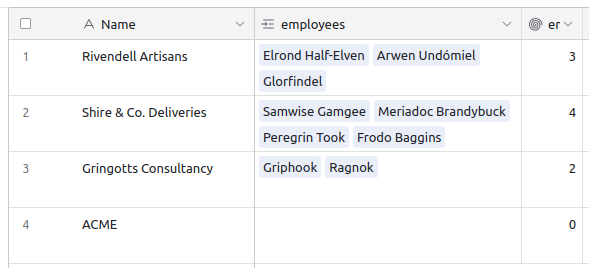 Name employees er
1 Rivendell Artisans Elrond Half-Elven Arwen Undómiel 3
Glorfindel
2 Shire & Co. Deliveries Samwise Gamgee Meriadoc Brandybuck 4
Peregrin Took Frodo Baggins
3 Gringotts Consultancy Griphook Ragnok 2
4 ACME 0